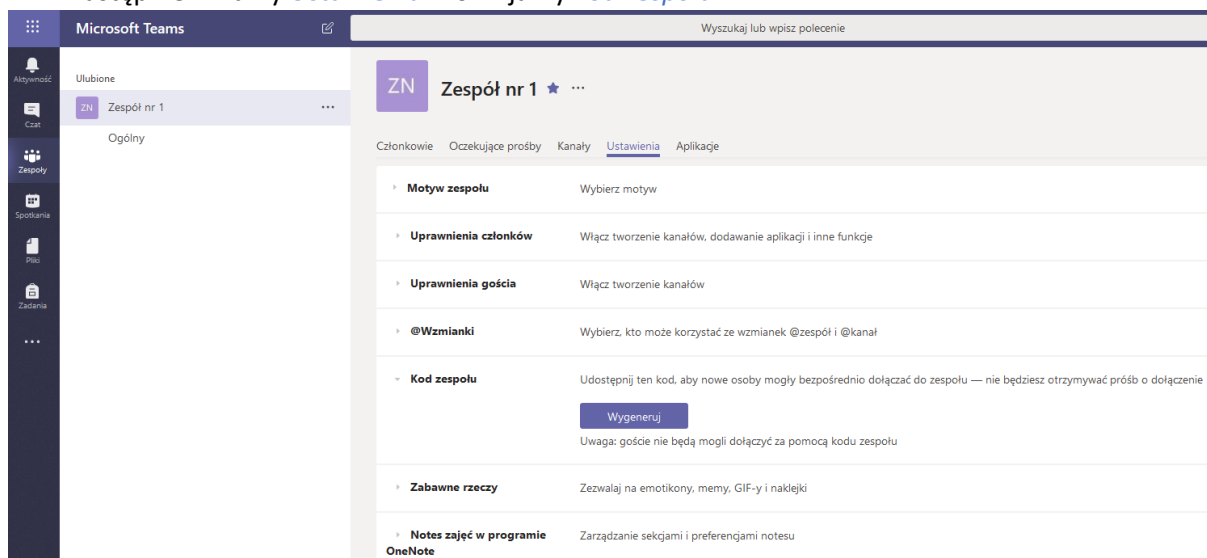 Microsoft Teams
Wyszukaj lub wpisz polecenie
Aktywność
Czat
Zespoły
Spotkania
Pliki
Zadania
Ulubione
ZN Zespół nr 1 ...
Ogólny
ZN Zespół nr 1 ...
Członkowie Oczekujące prośby Kanały Ustawienia Aplikacje
Motyw zespołu Wybierz motyw
Uprawnienia członków Włącz tworzenie kanałów, dodawanie aplikacji i inne funkcje
Uprawnienia gościa Włącz tworzenie kanałów
@Wzmianki Wybierz, kto może korzystać ze wzmianek @zespół i @kanał
Kod zespołu Udostępnij ten kod, aby nowe osoby mogły bezpośrednio dołączać do zespołu — nie będziesz otrzymywać próśb o dołączenie
Wygeneruj
Uwaga: goście nie będą mogli dołączyć za pomocą kodu zespołu
Zabawne rzeczy Zezwalaj na emotikony, memy, GIF-y i naklejki
Notes zajęć w programie OneNote Zarządzanie sekcjami i preferencjami notesu